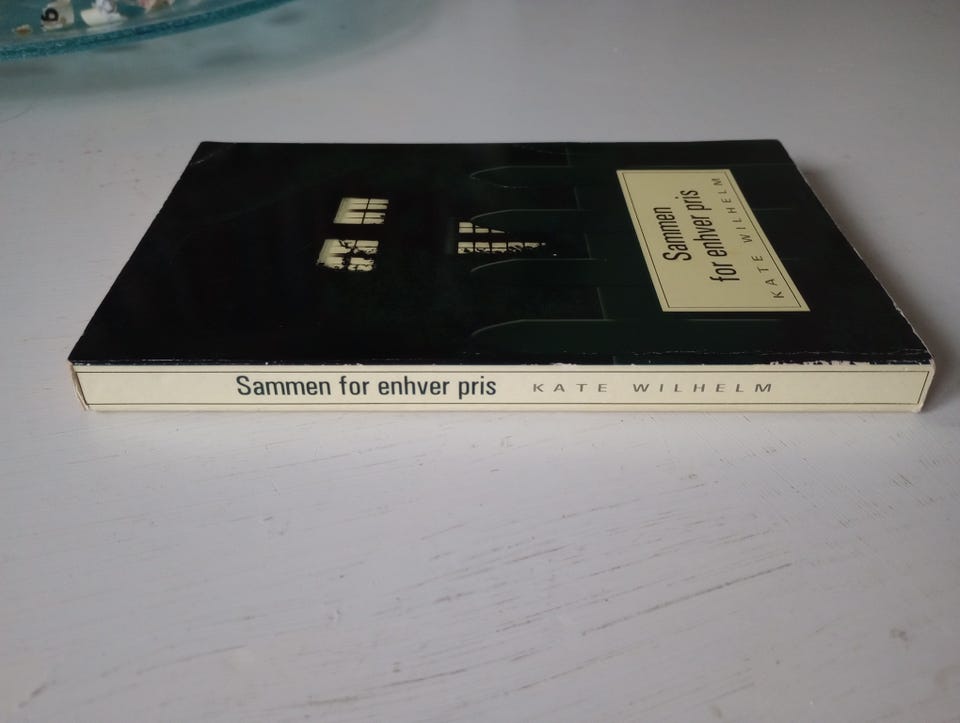 Sammen
for enhver pris
KATE WILHELM
Sammen for enhver pris KATE WILHELM